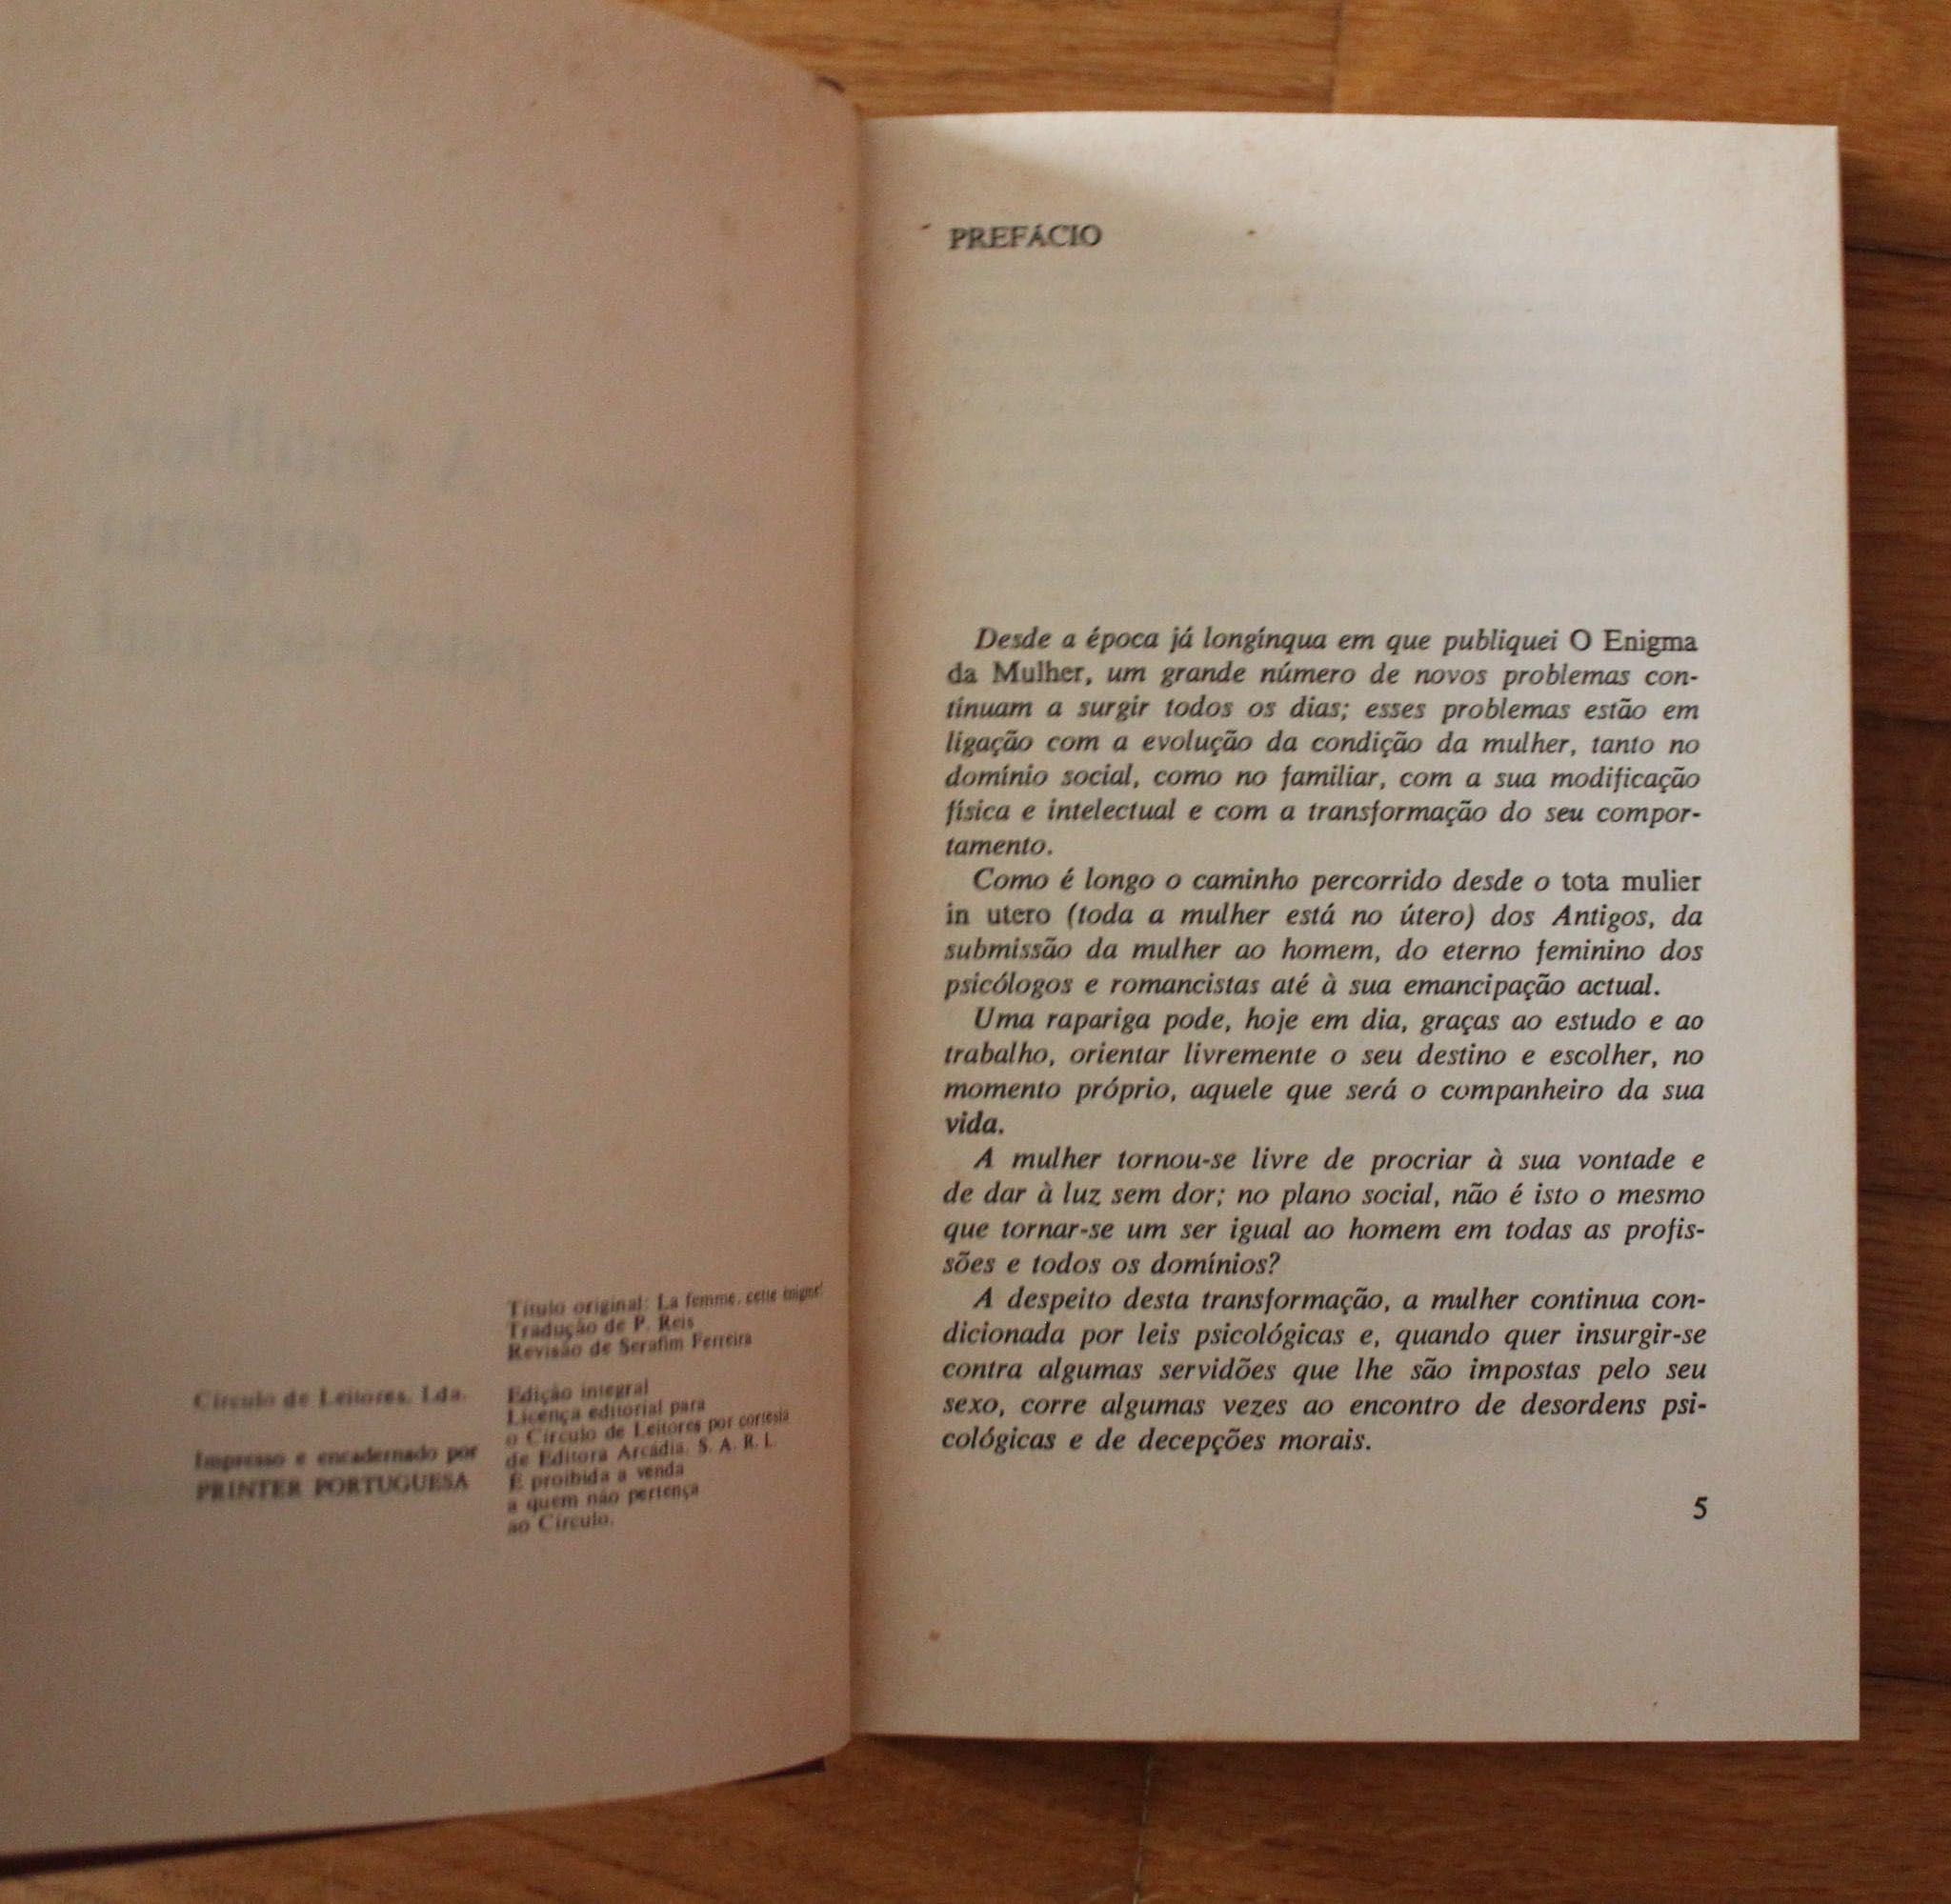 Círculo de Leitores, Lda.
Impresso e encadernado por
PRINTER PORTUGUESA
Título original: La femme, cette
Tradução de P. Reis
Revisão de Serafim Ferreira
Edição integral
Licença editorial para
o Círculo de Leitores por cortesia
de Editora Arcádia, S. A. R. L.
É proibida a venda
a quem não pertença
ao Círculo.
PREFÁCIO
Desde a época já longínqua em que publiquei O Enigma
da Mulher, um grande número de novos problemas con-
tinuam a surgir todos os dias; esses problemas estão em
ligação com a evolução da condição da mulher, tanto no
domínio social, como no familiar, com a sua modificação
física e intelectual e com a transformação do seu compor-
tamento.
Como é longo o caminho percorrido desde o tota mulier
in utero (toda a mulher está no útero) dos Antigos, da
submissão da mulher ao homem, do eterno feminino dos
psicólogos e romancistas até à sua emancipação actual.
Uma rapariga pode, hoje em dia, graças ao estudo e ao
trabalho, orientar livremente o seu destino e escolher, no
momento próprio, aquele que será o companheiro da sua
vida.
A mulher tornou-se livre de procriar à sua vontade e
de dar à luz sem dor; no plano social, não é isto o mesmo
que tornar-se um ser igual ao homem em todas as profis-
sões e todos os domínios?
A despeito desta transformação, a mulher continua con-
dicionada por leis psicológicas e, quando quer insurgir-se
contra algumas servidões que lhe são impostas pelo seu
sexo, corre algumas vezes ao encontro de desordens psi-
cológicas e de decepções morais.
5